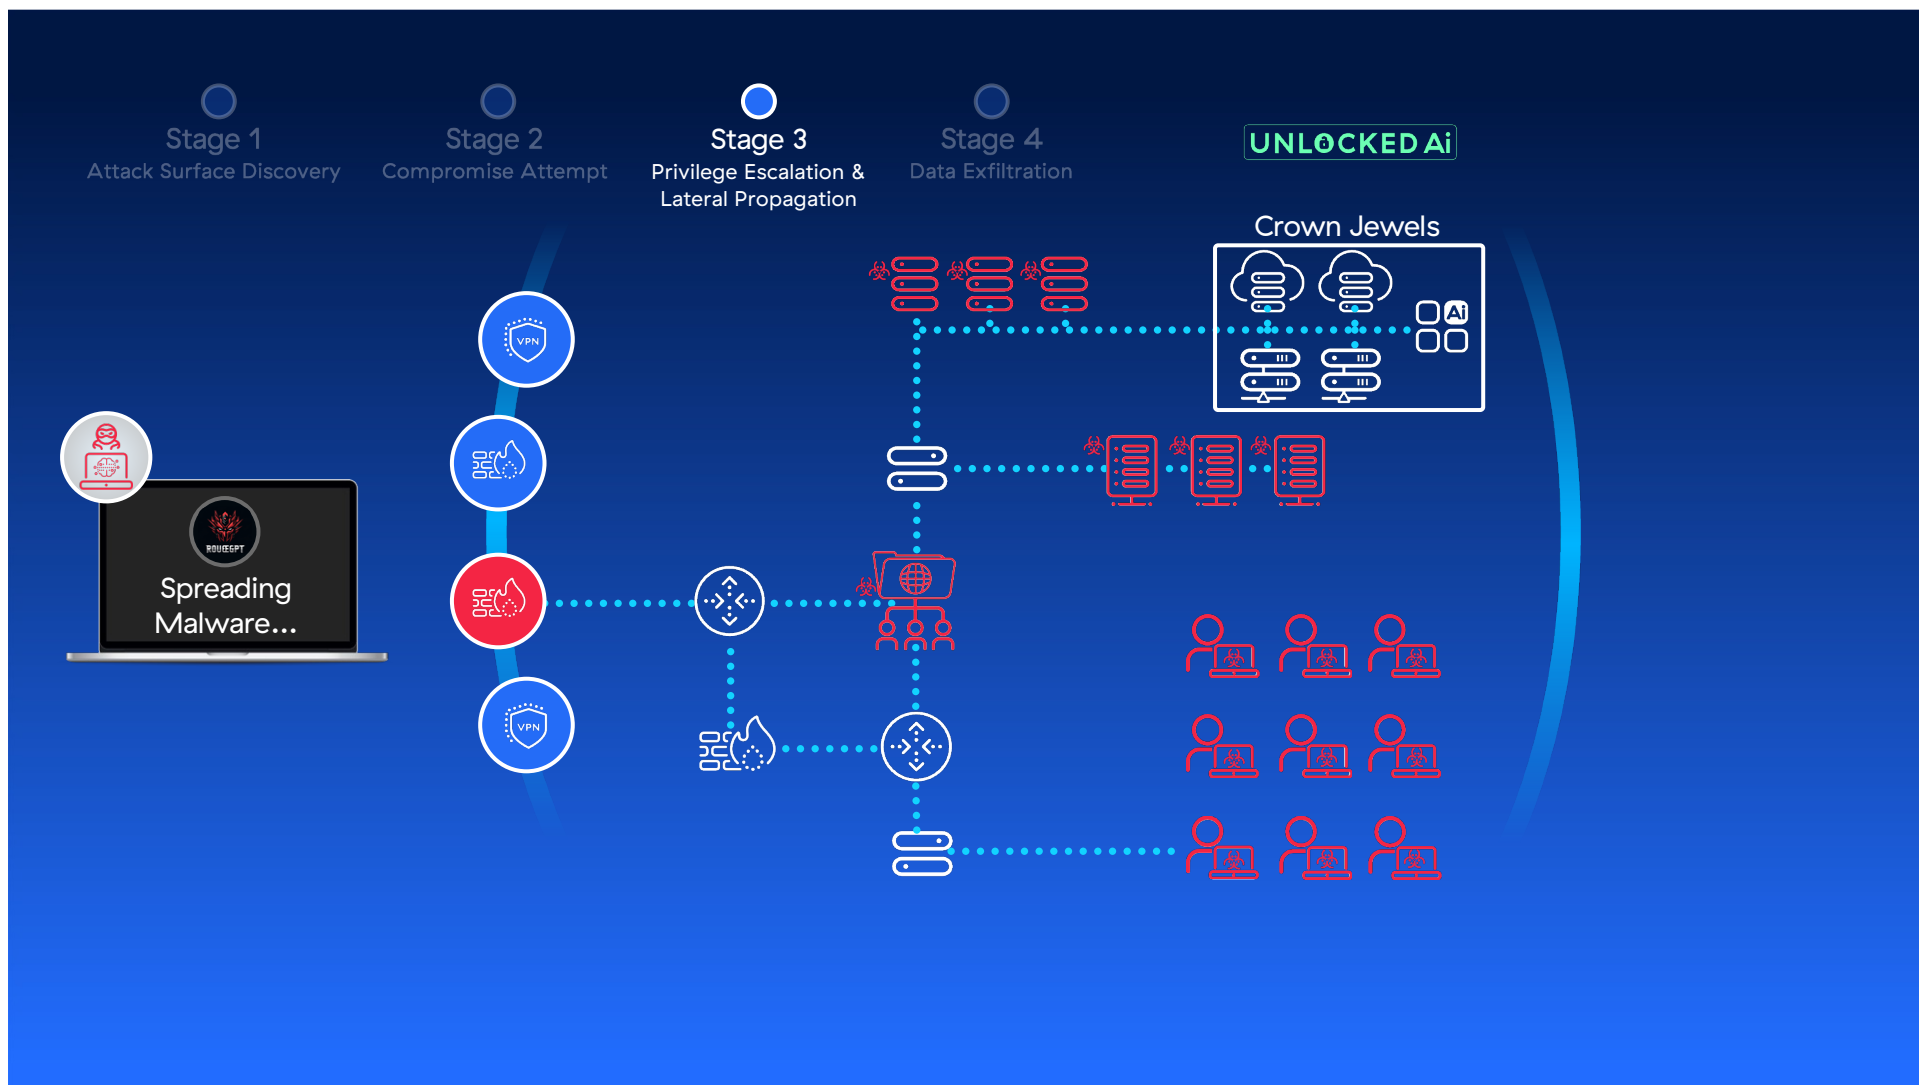 Stage 1
Attack Surface Discovery
Stage 2
Compromise Attempt
Stage 3
Privilege Escalation &
Lateral Propagation
Stage 4
Data Exfiltration
UNLOCKED Ai
Crown Jewels
Ai
VPN
Spreading
Malware...
VPN